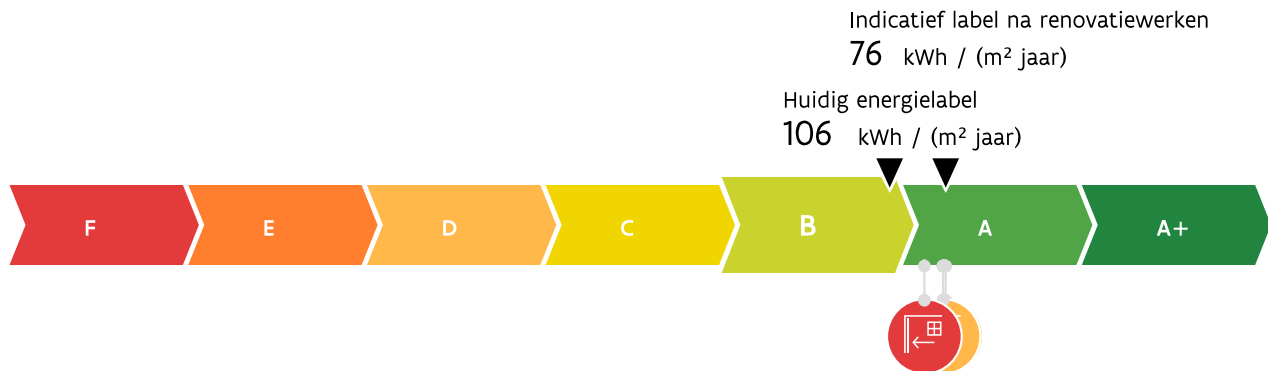 Indicatief label na renovatiewerken
76 kWh / (m² jaar)
Huidig energielabel
106 kWh / (m² jaar)
F E D C B A A+